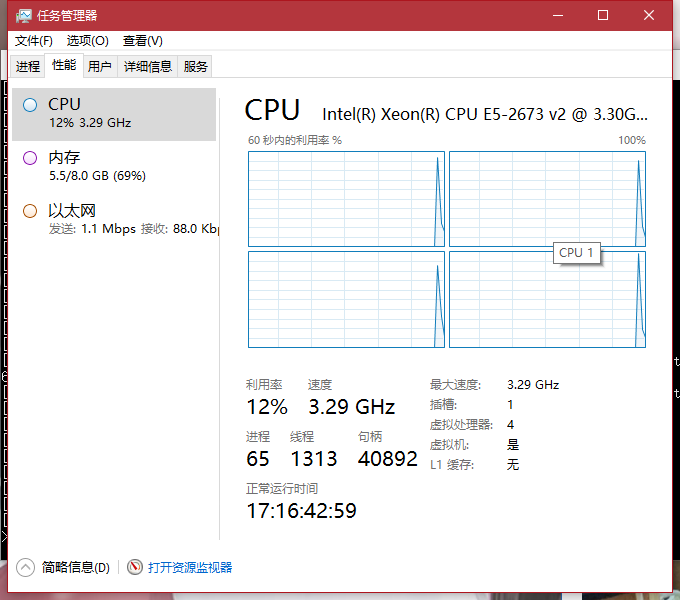 任务管理器
文件(F) 选项(O) 查看(V)
进程 性能 用户 详细信息 服务
CPU
12% 3.29 GHz
内存
5.5/8.0 GB (69%)
以太网
发送: 1.1 Mbps 接收: 88.0 Kbp
CPU Intel(R) Xeon(R) CPU E5-2673 v2 @ 3.30G...
60 秒内的利用率 % 100%
CPU 1
利用率 速度
12% 3.29 GHz
进程 线程 句柄
65 1313 40892
正常运行时间
17:16:42:59
最大速度: 3.29 GHz
插槽: 1
虚拟处理器: 4
虚拟机: 是
L1 缓存: 无
简略信息(D) 打开资源监视器